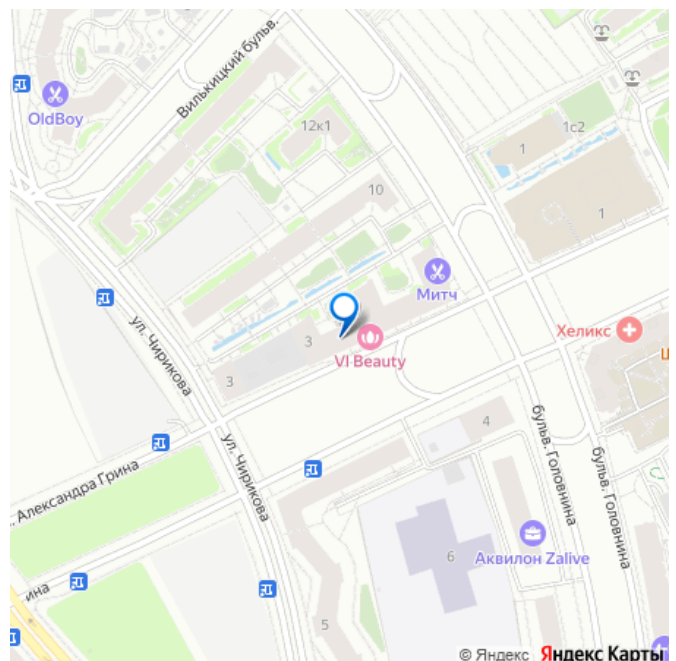 Вилькицкий бульв.
OldBoy
12к1
1с2
1
10
1
Митч
ул. Чирикова
3
VI Beauty
Хеликс
3
ул. Чирикова
4
бульв. Головнина
бульв. Головнина
Александра Грина
Аквилон Zalive
6
ина
5
© Яндекс Яндекс Карты